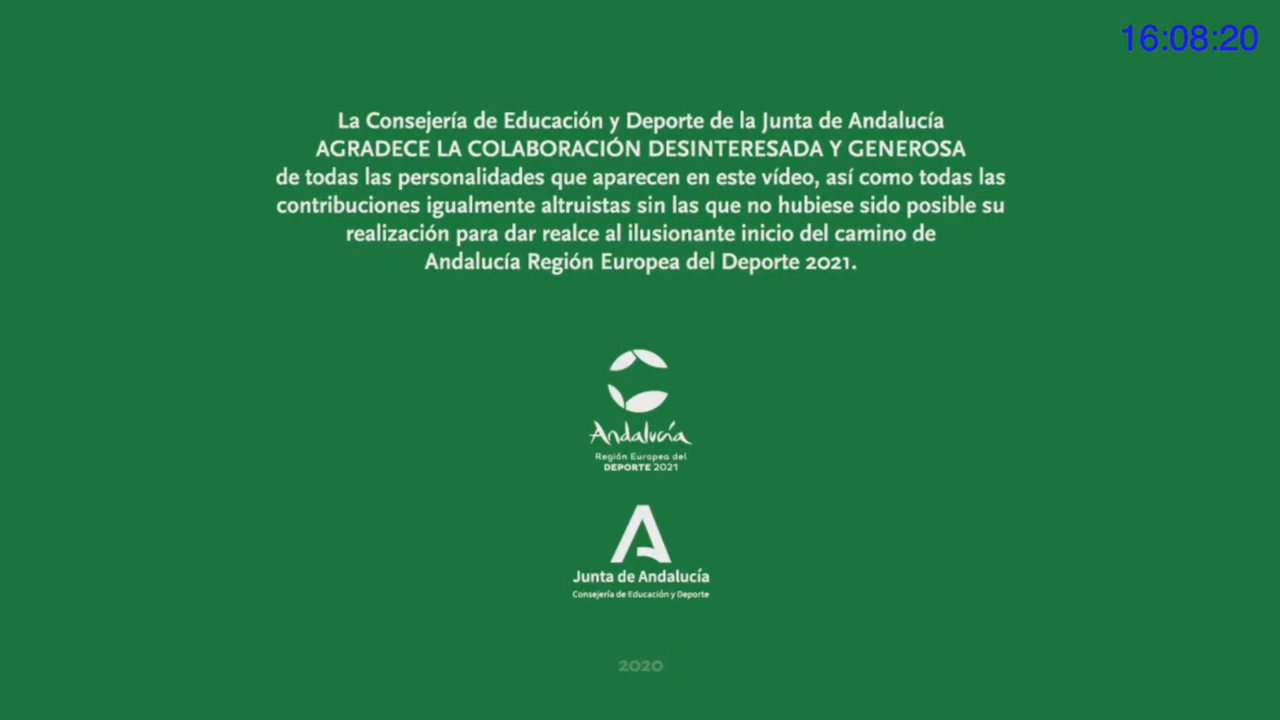 16:08:20
La Consejería de Educación y Deporte de la Junta de Andalucía
AGRADECE LA COLABORACIÓN DESINTERESADA Y GENEROSA
de todas las personalidades que aparecen en este vídeo, así como todas las
contribuciones igualmente altruistas sin las que no hubiese sido posible su
realización para dar realce al ilusionante inicio del camino de
Andalucía Región Europea del Deporte 2021.
Andalucía
Región Europea del
DEPORTE 2021
Junta de Andalucía
Consejería de Educación y Deporte
2020